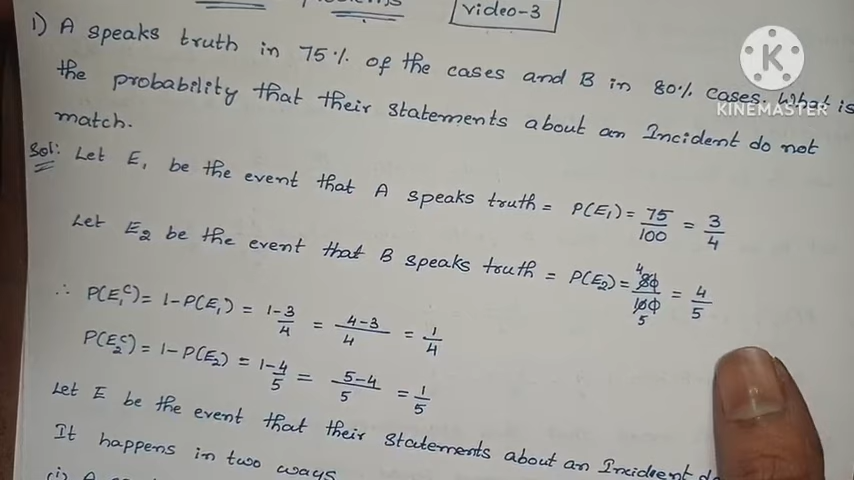 Problems
video-3
1) A speaks truth in 75% of the cases and B in 80% cases. What is
the probability that their statements about an Incident do not
match.
Sol: Let E₁ be the event that A speaks truth = P(E₁) = 75/100 = 3/4
Let E₂ be the event that B speaks truth = P(E₂) = 80/100 = 4/5
∴ P(E₁ᶜ) = 1-P(E₁) = 1-3/4 = 4-3/4 = 1/4
P(E₂ᶜ) = 1-P(E₂) = 1-4/5 = 5-4/5 = 1/5
Let E be the event that their statements about an Incident do
It happens in two ways
(i) A
KINEMASTER